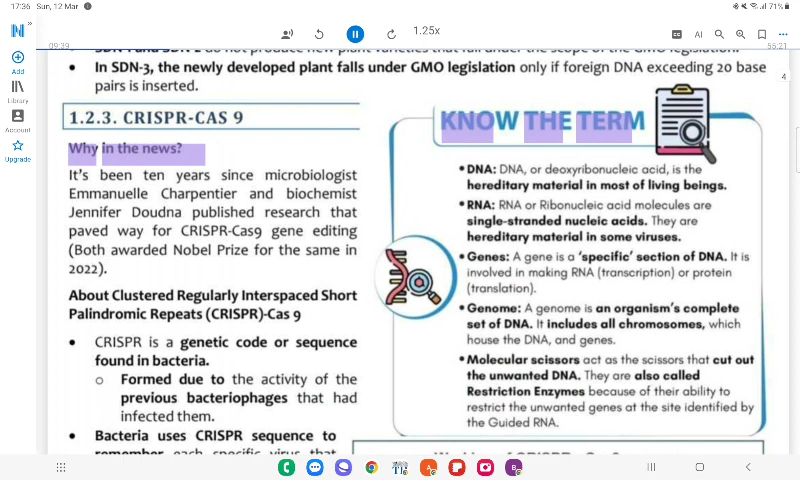 17:36 Sun, 12 Mar
71%
1.25x
09:39
55:21
AI
Add
Library
Account
Upgrade
4
• In SDN-3, the newly developed plant falls under GMO legislation only if foreign DNA exceeding 20 base
pairs is inserted.
1.2.3. CRISPR-CAS 9
Why in the news?
It's been ten years since microbiologist
Emmanuelle Charpentier and biochemist
Jennifer Doudna published research that
paved way for CRISPR-Cas9 gene editing
(Both awarded Nobel Prize for the same in
2022).
About Clustered Regularly Interspaced Short
Palindromic Repeats (CRISPR)-Cas 9
• CRISPR is a genetic code or sequence
found in bacteria.
o Formed due to the activity of the
previous bacteriophages that had
infected them.
• Bacteria uses CRISPR sequence to
KNOW THE TERM
• DNA: DNA, or deoxyribonucleic acid, is the
hereditary material in most of living beings.
• RNA: RNA or Ribonucleic acid molecules are
single-stranded nucleic acids. They are
hereditary material in some viruses.
• Genes: A gene is a 'specific' section of DNA. It is
involved in making RNA (transcription) or protein
(translation).
• Genome: A genome is an organism's complete
set of DNA. It includes all chromosomes, which
house the DNA, and genes.
• Molecular scissors act as the scissors that cut out
the unwanted DNA. They are also called
Restriction Enzymes because of their ability to
restrict the unwanted genes at the site identified by
the Guided RNA.